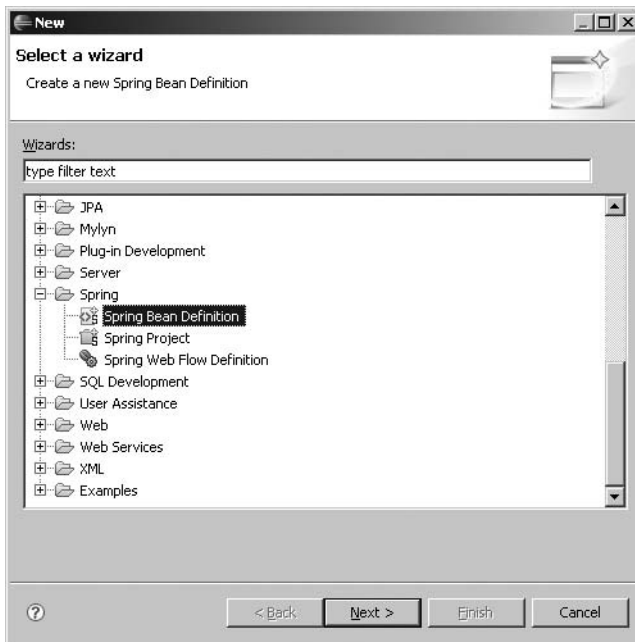 New
Select a wizard
Create a new Spring Bean Definition
Wizards:
type filter text
JPA
Mylyn
Plug-in Development
Server
Spring
Spring Bean Definition
Spring Project
Spring Web Flow Definition
SQL Development
User Assistance
Web
Web Services
XML
Examples
? < Back Next > Finish Cancel